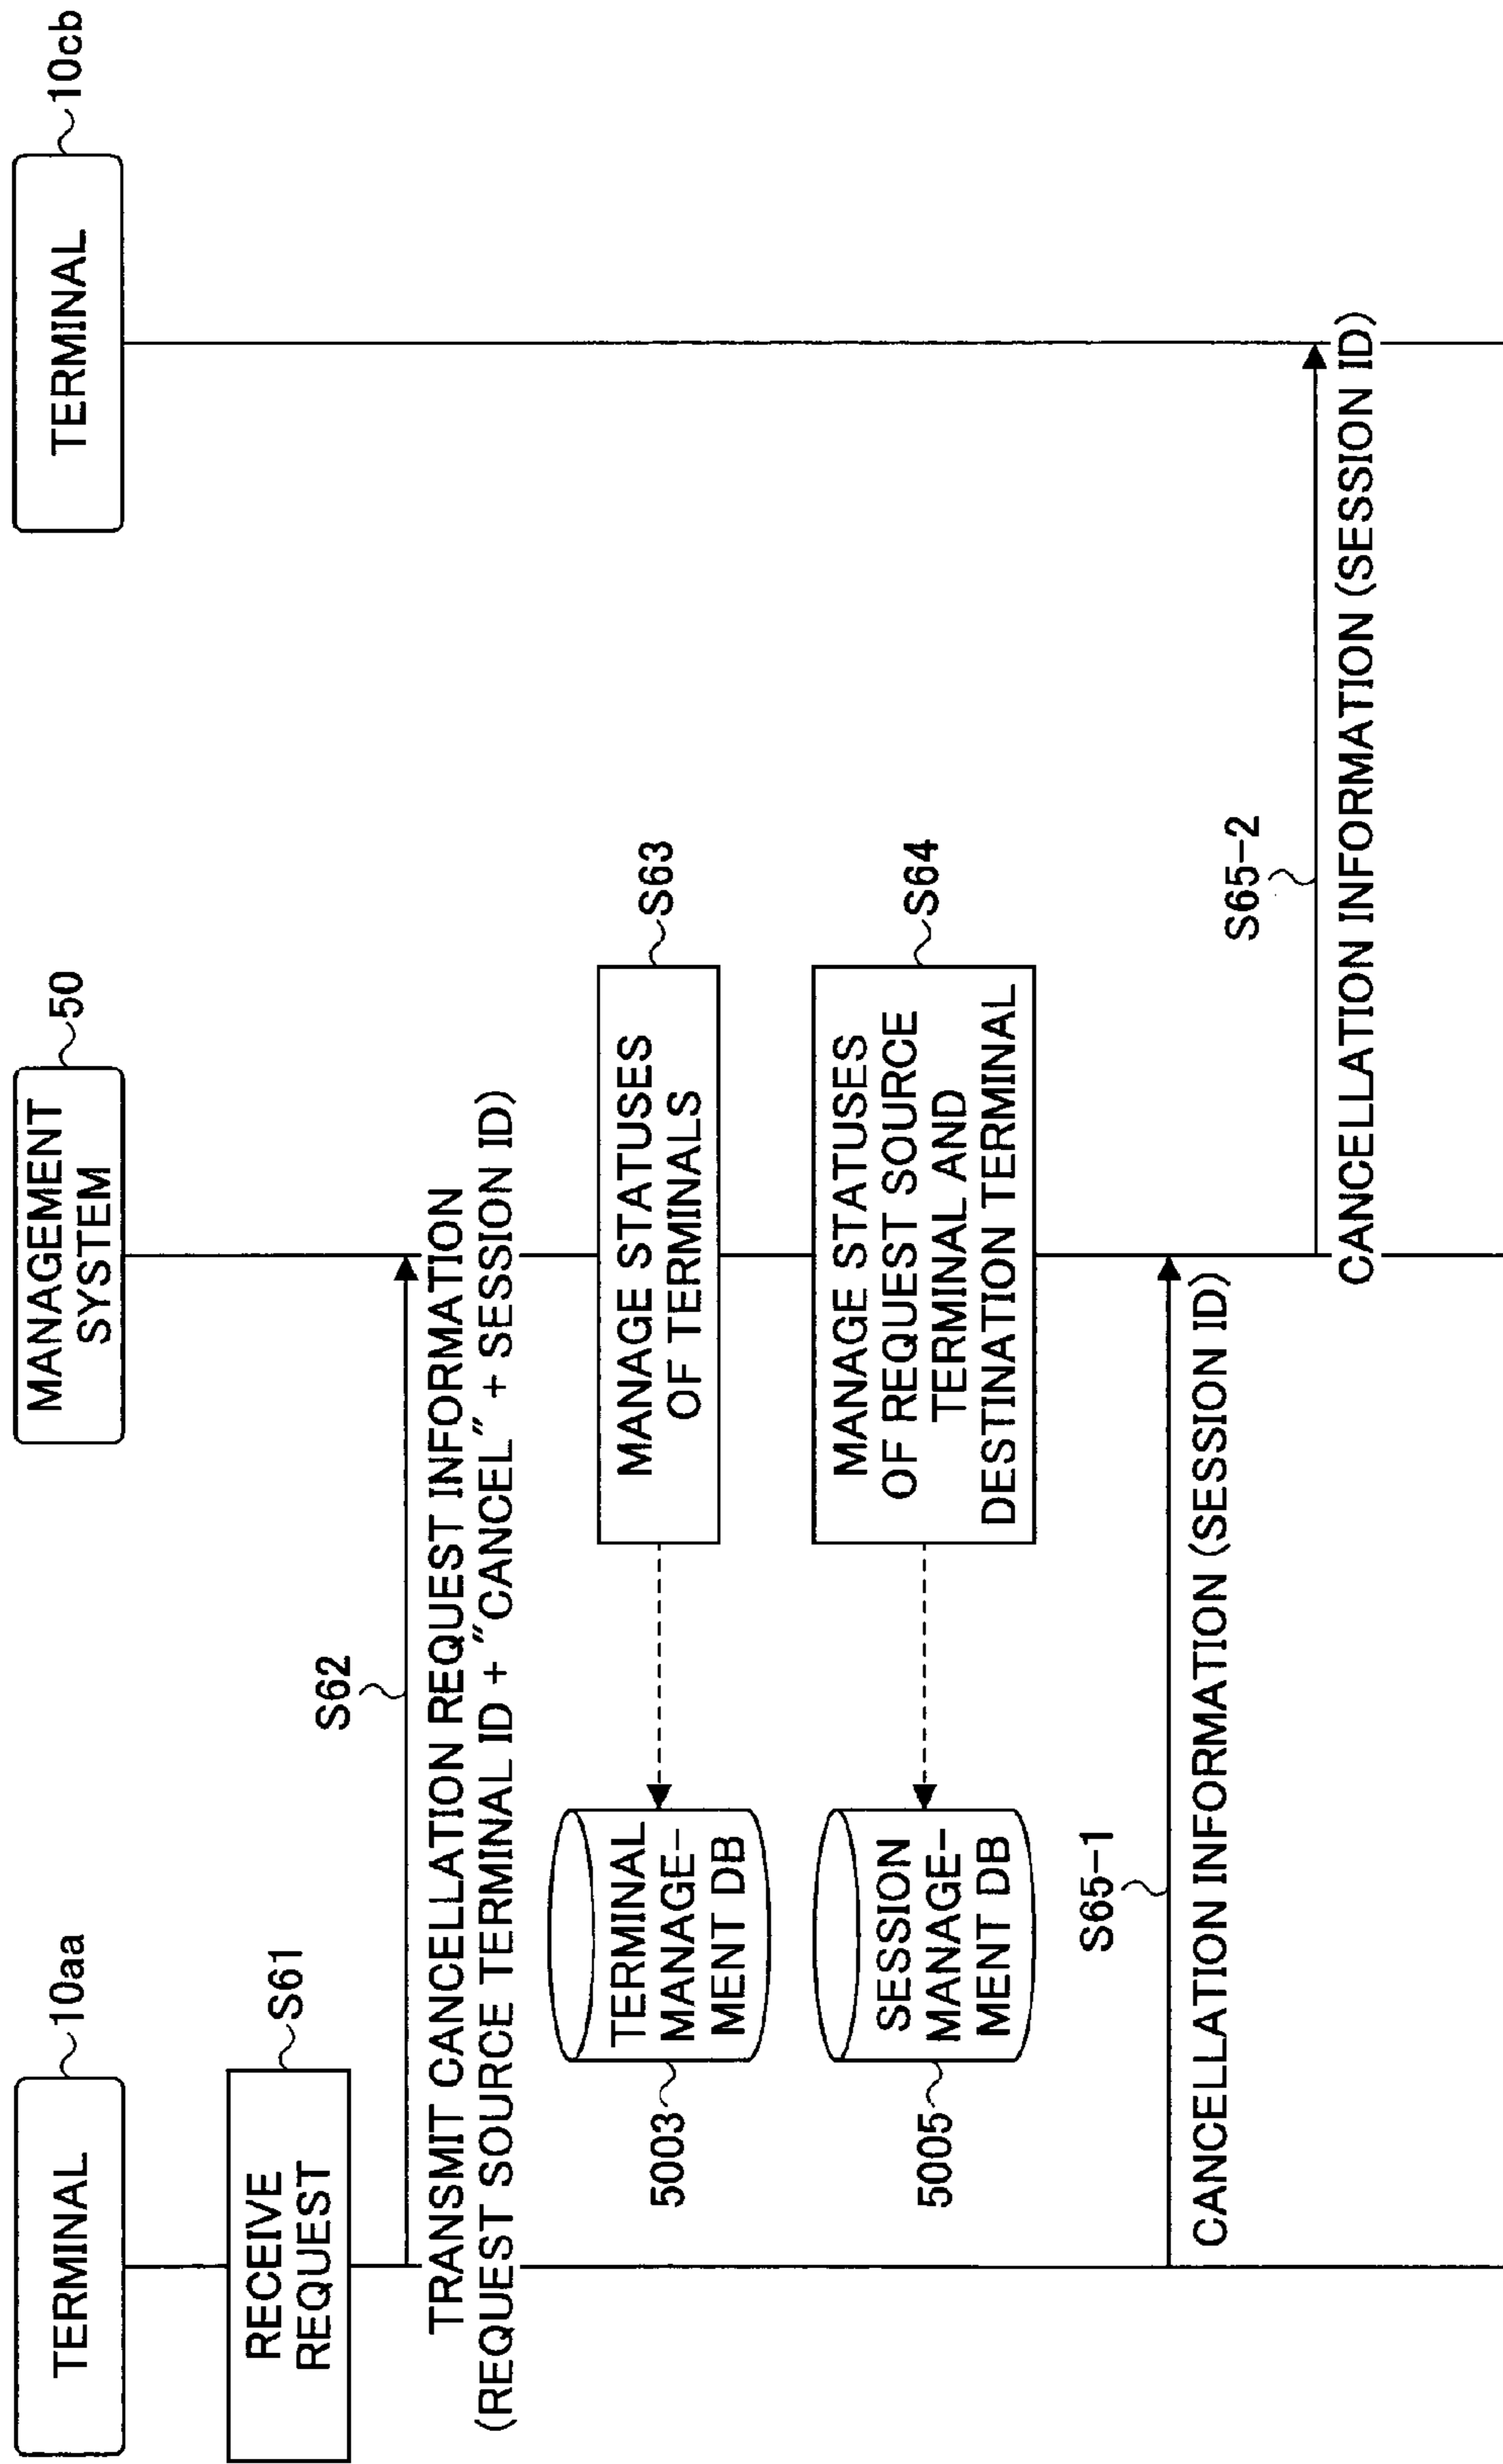 TERMINAL
10aa
MANAGEMENT
SYSTEM
50
TERMINAL
10cb
RECEIVE
REQUEST
S61
S62
TRANSMIT CANCELLATION REQUEST INFORMATION
(REQUEST SOURCE TERMINAL ID + "CANCEL" + SESSION ID)
5003
TERMINAL
MANAGE-
MENT DB
MANAGE STATUSES
OF TERMINALS
S63
5005
SESSION
MANAGE-
MENT DB
MANAGE STATUSES
OF REQUEST SOURCE
TERMINAL AND
DESTINATION TERMINAL
S64
S65-1
CANCELLATION INFORMATION (SESSION ID)
S65-2
CANCELLATION INFORMATION (SESSION ID)